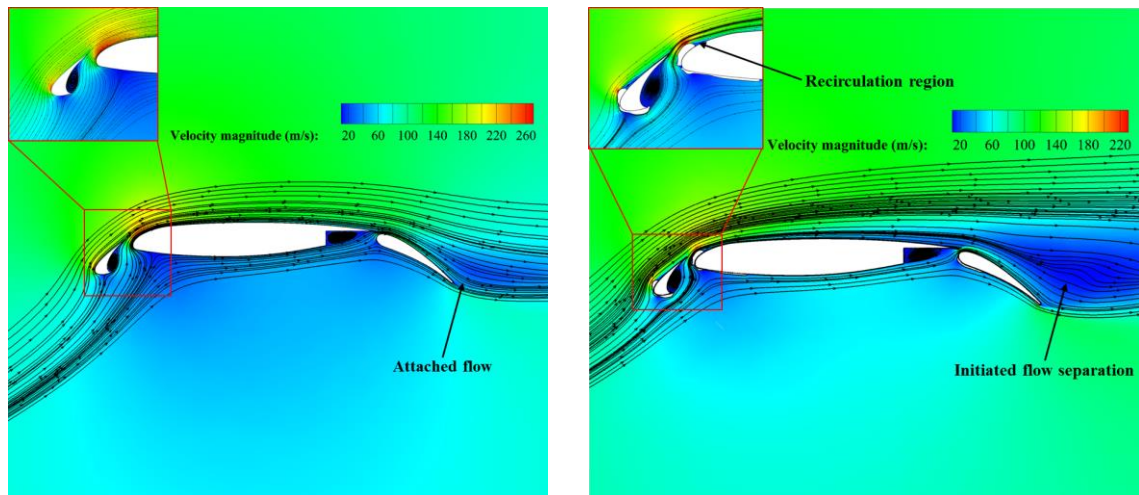 Velocity magnitude (m/s):
20 60 100 140 180 220 260
Attached flow
Recirculation region
Velocity magnitude (m/s):
20 60 100 140 180 220
Initiated flow separation